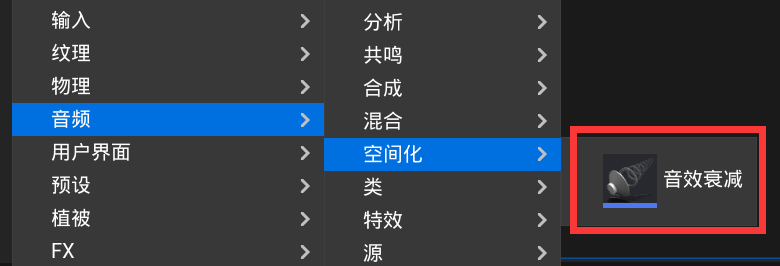 输入
纹理
物理
音频
用户界面
预设
植被
FX
分析
共鸣
合成
混合
空间化
类
特效
源
音效衰减